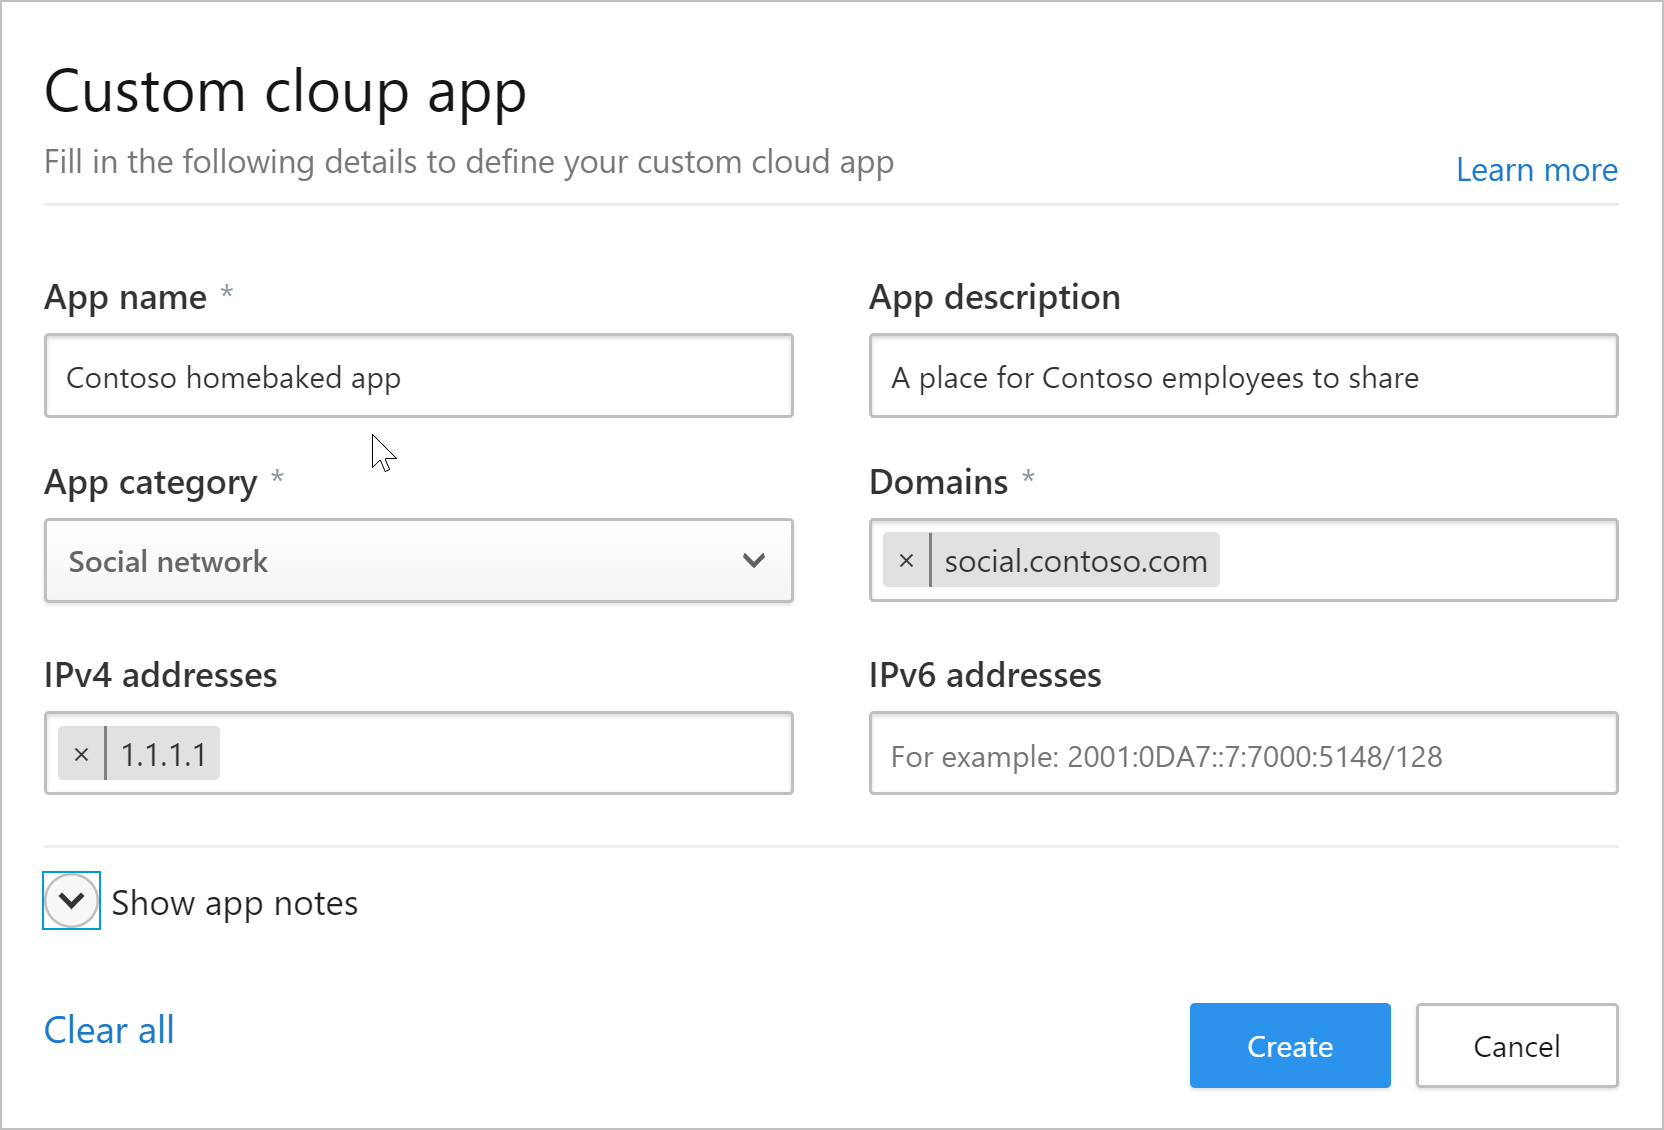 Custom cloup app
Fill in the following details to define your custom cloud app
Learn more
App name *
App description
Contoso homebaked app
A place for Contoso employees to share
App category *
Domains *
Social network
× social.contoso.com
IPv4 addresses
IPv6 addresses
× 1.1.1.1
For example: 2001:0DA7::7:7000:5148/128
Show app notes
Clear all
Create
Cancel